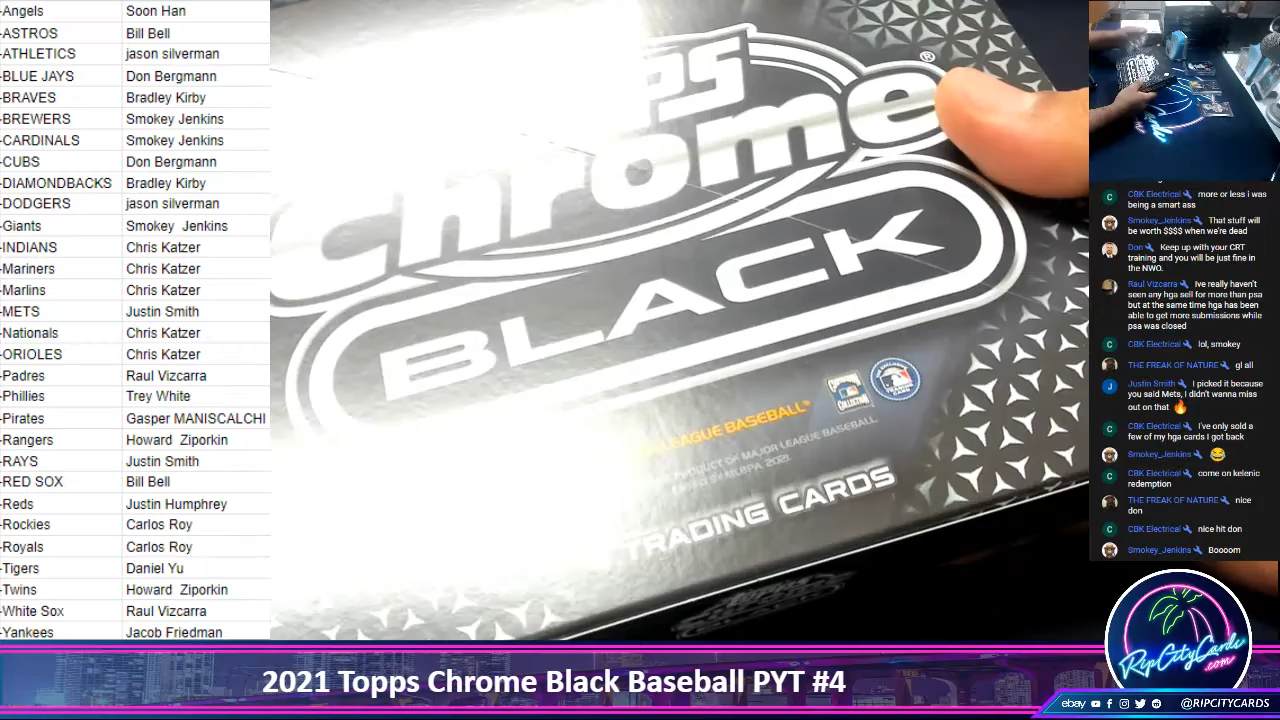 -Angels Soon Han
-ASTROS Bill Bell
-ATHLETICS jason silverman
-BLUE JAYS Don Bergmann
-BRAVES Bradley Kirby
-BREWERS Smokey Jenkins
-CARDINALS Smokey Jenkins
-CUBS Don Bergmann
-DIAMONDBACKS Bradley Kirby
-DODGERS jason silverman
-Giants Smokey Jenkins
-INDIANS Chris Katzer
-Mariners Chris Katzer
-Marlins Chris Katzer
-METS Justin Smith
-Nationals Chris Katzer
-ORIOLES Chris Katzer
-Padres Raul Vizcarra
-Phillies Trey White
-Pirates Gasper MANISCALCHI
-Rangers Howard Ziporkin
-RAYS Justin Smith
-RED SOX Bill Bell
-Reds Justin Humphrey
-Rockies Carlos Roy
-Royals Carlos Roy
-Tigers Daniel Yu
-Twins Howard Ziporkin
-White Sox Raul Vizcarra
-Yankees Jacob Friedman
Chrome®
BLACK
LEAGUE BASEBALL®
PRODUCT OF MAJOR LEAGUE BASEBALL
TRADING CARDS
CBK Electrical more or less i was
being a smart ass
Smokey_Jenkins That stuff will
be worth $$$$ when we're dead
Don Keep up with your CRT
training and you will be just fine in
the NWO.
Raul Vizcarra Ive really haven't
seen any hga sell for more than psa
but at the same time hga has been
able to get more submissions while
psa was closed
CBK Electrical lol, smokey
THE FREAK OF NATURE gl all
Justin Smith I picked it because
you said Mets, I didn't wanna miss
out on that 🔥
CBK Electrical I've only sold a
few of my hga cards I got back
Smokey_Jenkins 😂
CBK Electrical come on kelenic
redemption
THE FREAK OF NATURE nice
don
CBK Electrical nice hit don
Smokey_Jenkins Boooom
RipCityCards
.com
2021 Topps Chrome Black Baseball PYT #4
ebay @RIPCITYCARDS